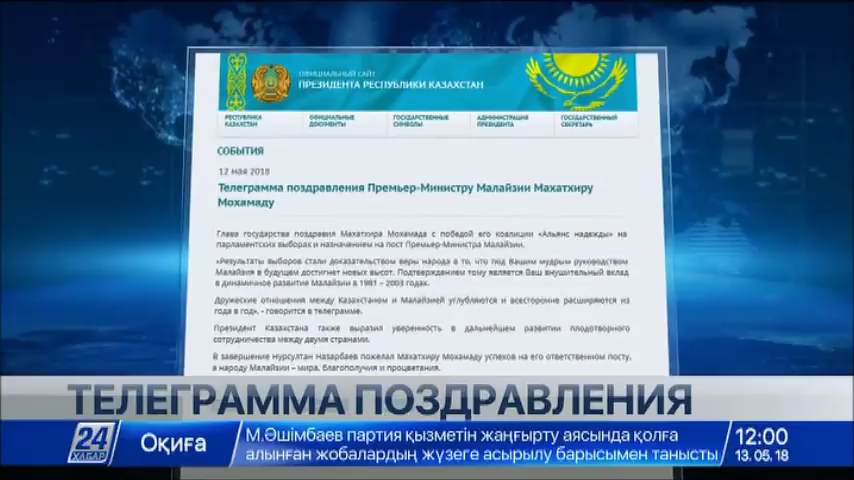 ОФИЦИАЛЬНЫЙ САЙТ
ПРЕЗИДЕНТА РЕСПУБЛИКИ КАЗАХСТАН
РЕСПУБЛИКА КАЗАХСТАН
ОФИЦИАЛЬНЫЕ ДОКУМЕНТЫ
ГОСУДАРСТВЕННЫЕ СИМВОЛЫ
АДМИНИСТРАЦИЯ ПРЕЗИДЕНТА
ГОСУДАРСТВЕННЫЙ СЕКРЕТАРЬ
СОБЫТИЯ
12 мая 2018
Телеграмма поздравления Премьер-Министру Малайзии Махатхиру
Мохамаду
Глава государства поздравил Махатхира Мохамада с победой его коалиции «Альянс надежды» на
парламентских выборах и назначением на пост Премьер-Министра Малайзии.
«Результаты выборов стали доказательством веры народа в то, что под Вашим мудрым руководством
Малайзия в будущем достигнет новых высот. Подтверждением тому является Ваш внушительный вклад
в динамичное развитие Малайзии в 1981 – 2003 годах.
Дружеские отношения между Казахстаном и Малайзией углубляются и всесторонне расширяются из
года в год», - говорится в телеграмме.
Президент Казахстана также выразил уверенность в дальнейшем развитии плодотворного
сотрудничества между двумя странами.
В завершение Нурсултан Назарбаев пожелал Махатхиру Мохамаду успехов на его ответственном посту,
а народу Малайзии – мира, благополучия и процветания.
ТЕЛЕГРАММА ПОЗДРАВЛЕНИЯ
24
ХАБАР
Оқиға
М.Әшімбаев партия қызметін жаңғырту аясында қолға
алынған жобалардың жүзеге асырылу барысымен танысты
12:00
13.05.18